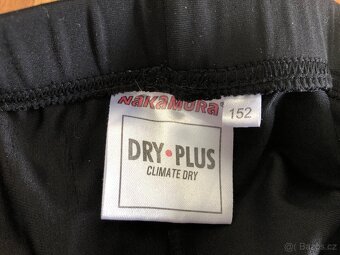 NaKaMURa
152
DRY•PLUS
CLIMATE DRY
Bazos.cz